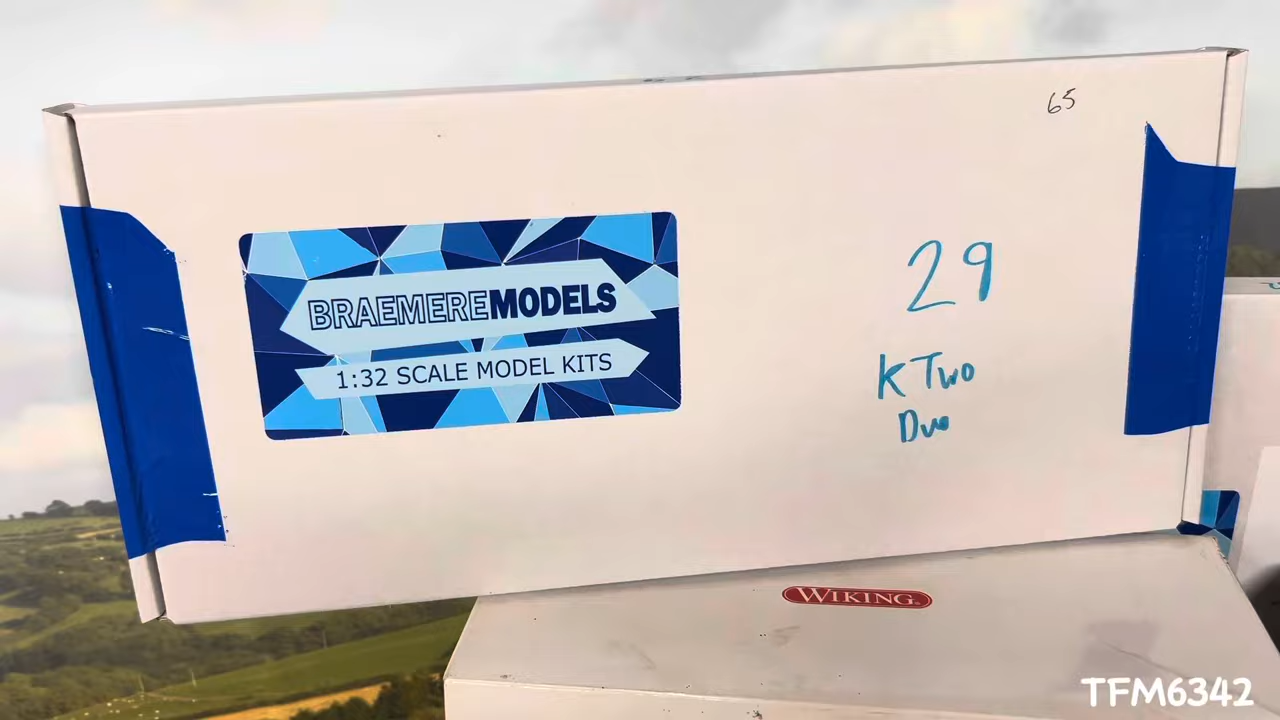 65
BRAEMEREMODELS
1:32 SCALE MODEL KITS
29
K Two
Duo
WIKING
TFM6342